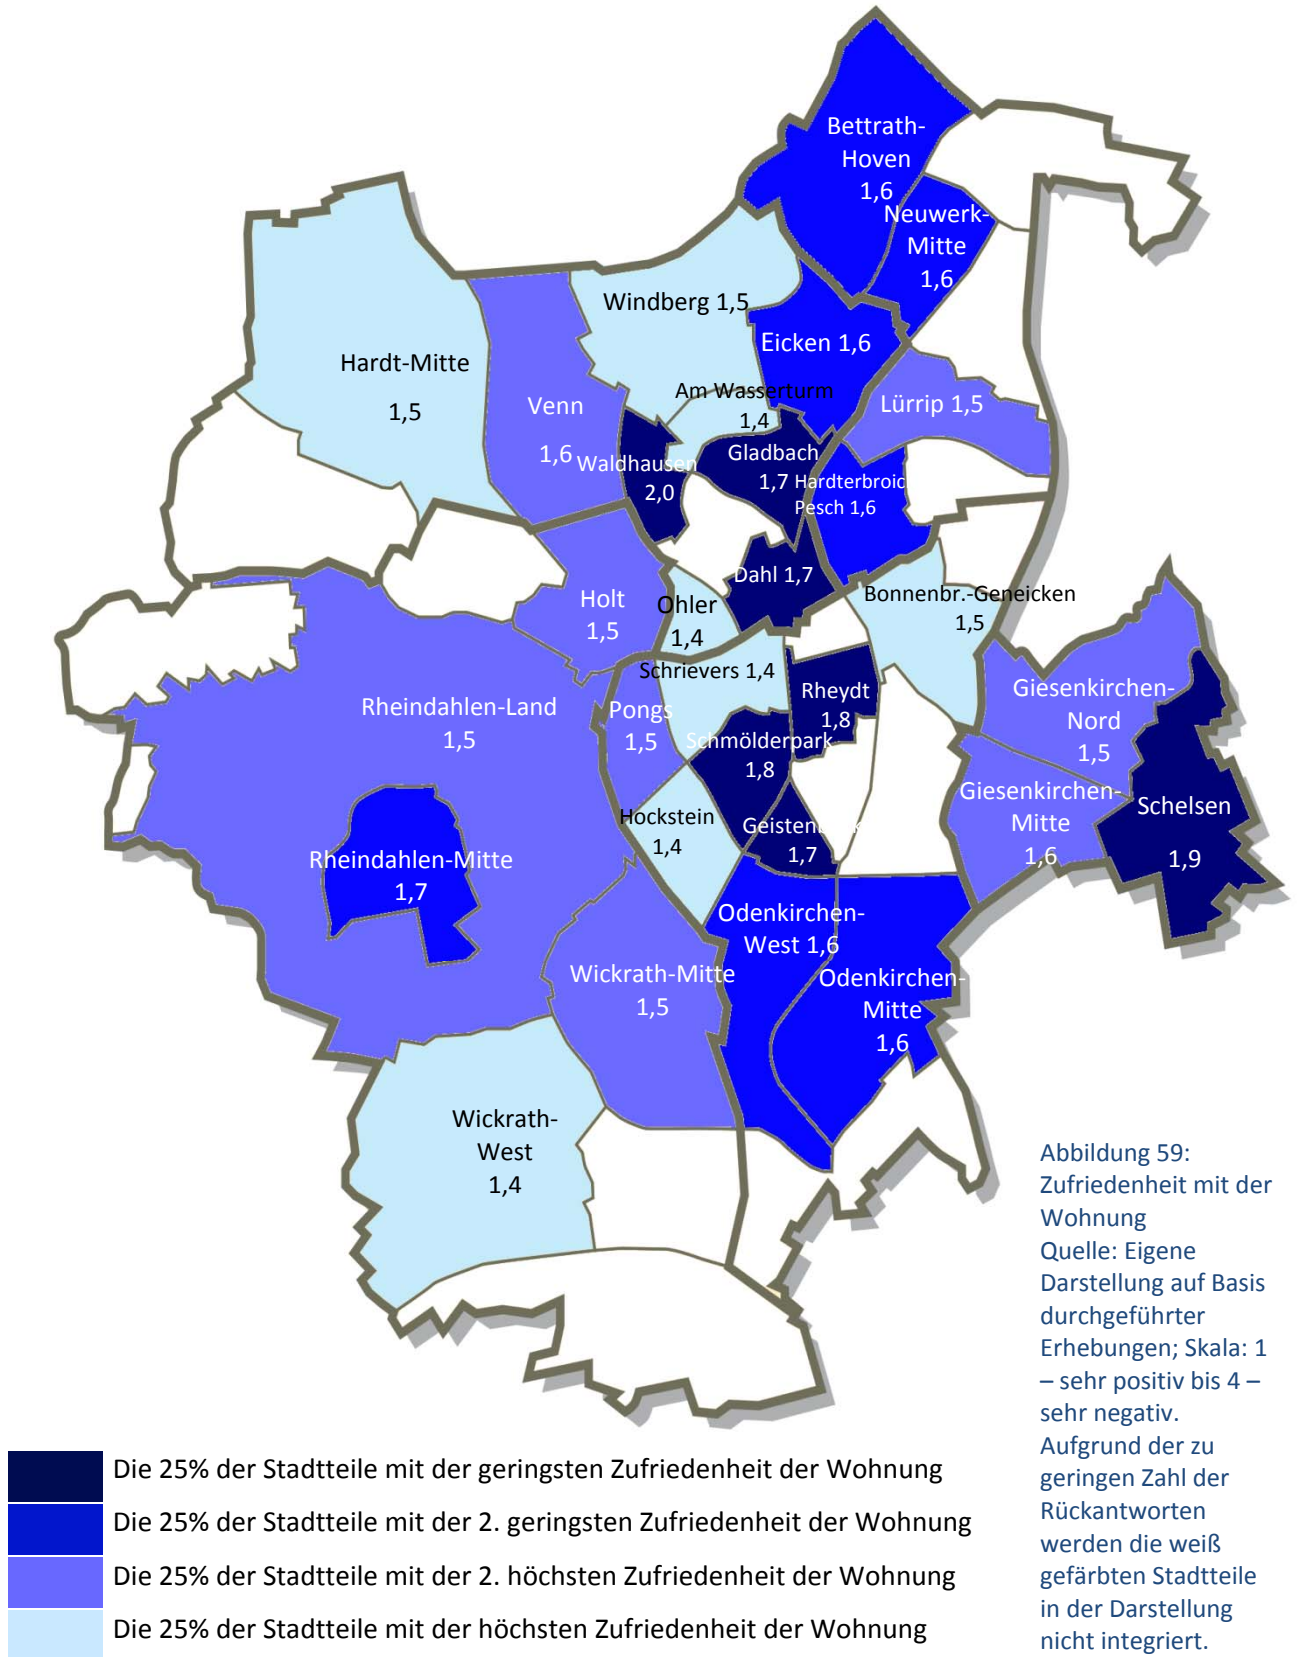 Bettrath-
Hoven
1,6
Neuwerk-
Mitte
1,6
Windberg 1,5
Eicken 1,6
Hardt-Mitte
1,5
Am Wasserturm
1,4
Venn
1,6
Lürrip 1,5
Waldhausen
2,0
Gladbach
1,7
Hardterbroic
Pesch 1,6
Dahl 1,7
Holt
1,5
Ohler
1,4
Bonnenbr.-Geneicken
1,5
Schrievers 1,4
Rheydt
1,8
Giesenkirchen-
Nord
1,5
Rheindahlen-Land
1,5
Pongs
1,5
Schmölderpark
1,8
Giesenkirchen-
Mitte
1,6
Schelsen
1,9
Hockstein
1,4
Geisten
1,7
Rheindahlen-Mitte
1,7
Odenkirchen-
West 1,6
Wickrath-Mitte
1,5
Odenkirchen-
Mitte
1,6
Wickrath-
West
1,4
Abbildung 59:
Zufriedenheit mit der
Wohnung
Quelle: Eigene
Darstellung auf Basis
durchgeführter
Erhebungen; Skala: 1
– sehr positiv bis 4 –
sehr negativ.
Aufgrund der zu
geringen Zahl der
Rückantworten
werden die weiß
gefärbten Stadtteile
in der Darstellung
nicht integriert.
Die 25% der Stadtteile mit der geringsten Zufriedenheit der Wohnung
Die 25% der Stadtteile mit der 2. geringsten Zufriedenheit der Wohnung
Die 25% der Stadtteile mit der 2. höchsten Zufriedenheit der Wohnung
Die 25% der Stadtteile mit der höchsten Zufriedenheit der Wohnung